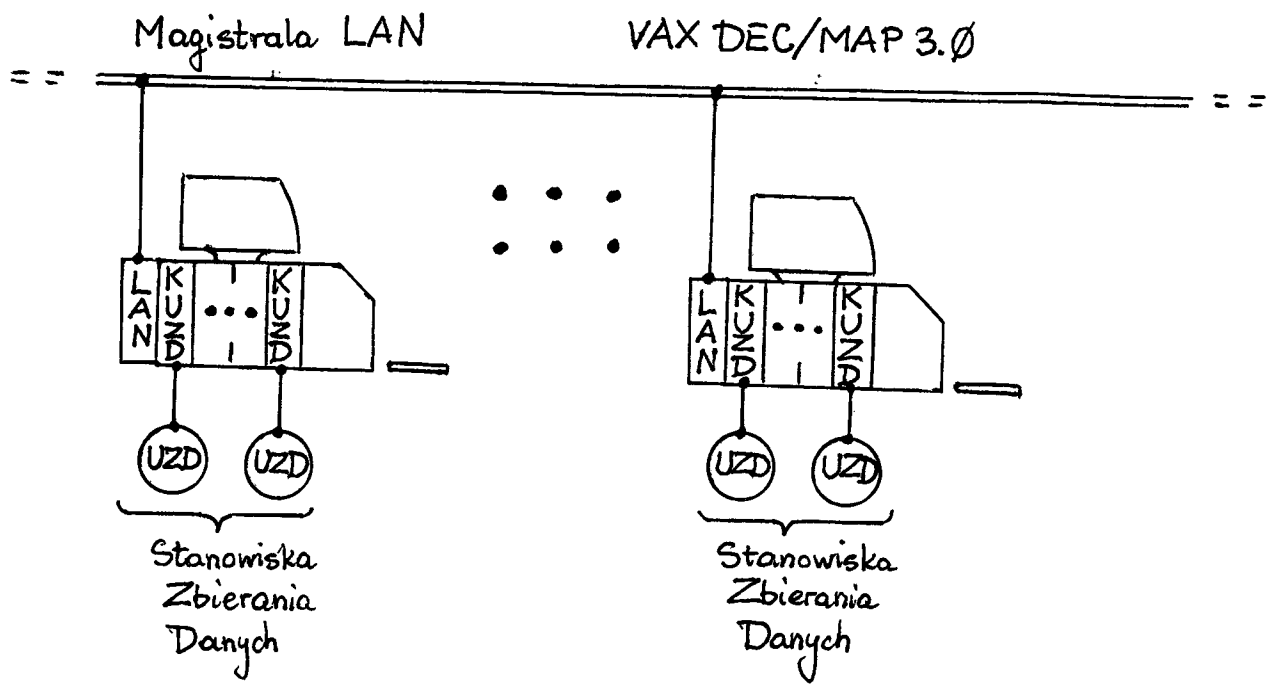 Magistrala LAN
VAX DEC/MAP 3.Ø
LAN
KUZD
KUZD
LAN
KUZD
KUZD
UZD
UZD
UZD
UZD
Stanowiska
Zbierania
Danych
Stanowiska
Zbierania
Danych